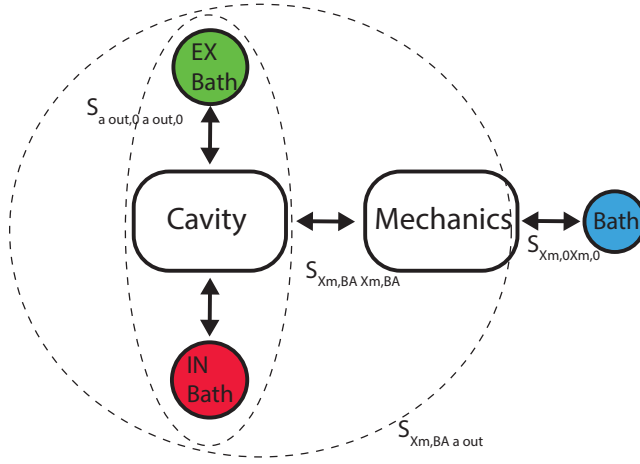 EX
Bath
S a out,0 a out,0
Cavity
Mechanics
Bath
S Xm,0Xm,0
S Xm,BA Xm,BA
IN
Bath
S Xm,BA a out